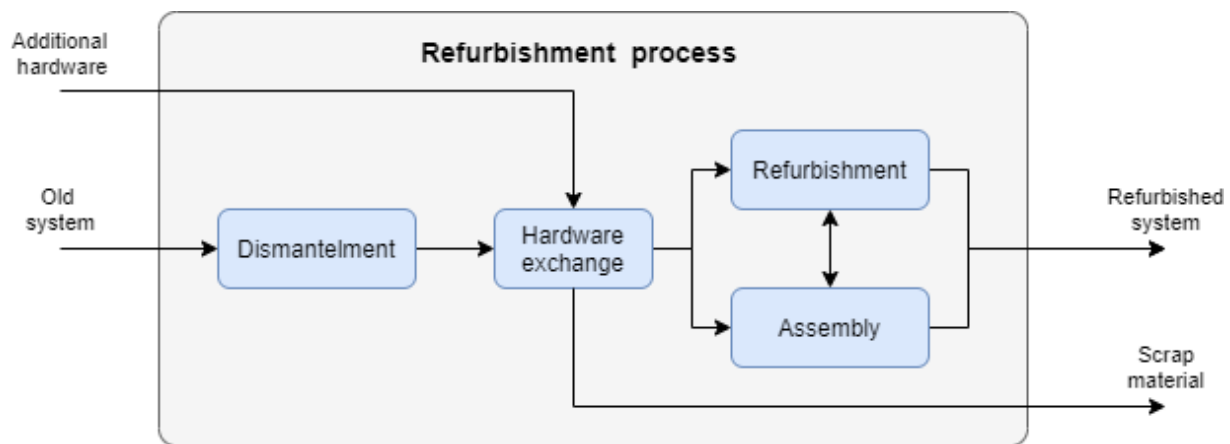 Additional
hardware
Refurbishment process
Refurbishment
Old
system
Dismantelment
Hardware
exchange
Refurbished
system
Assembly
Scrap
material